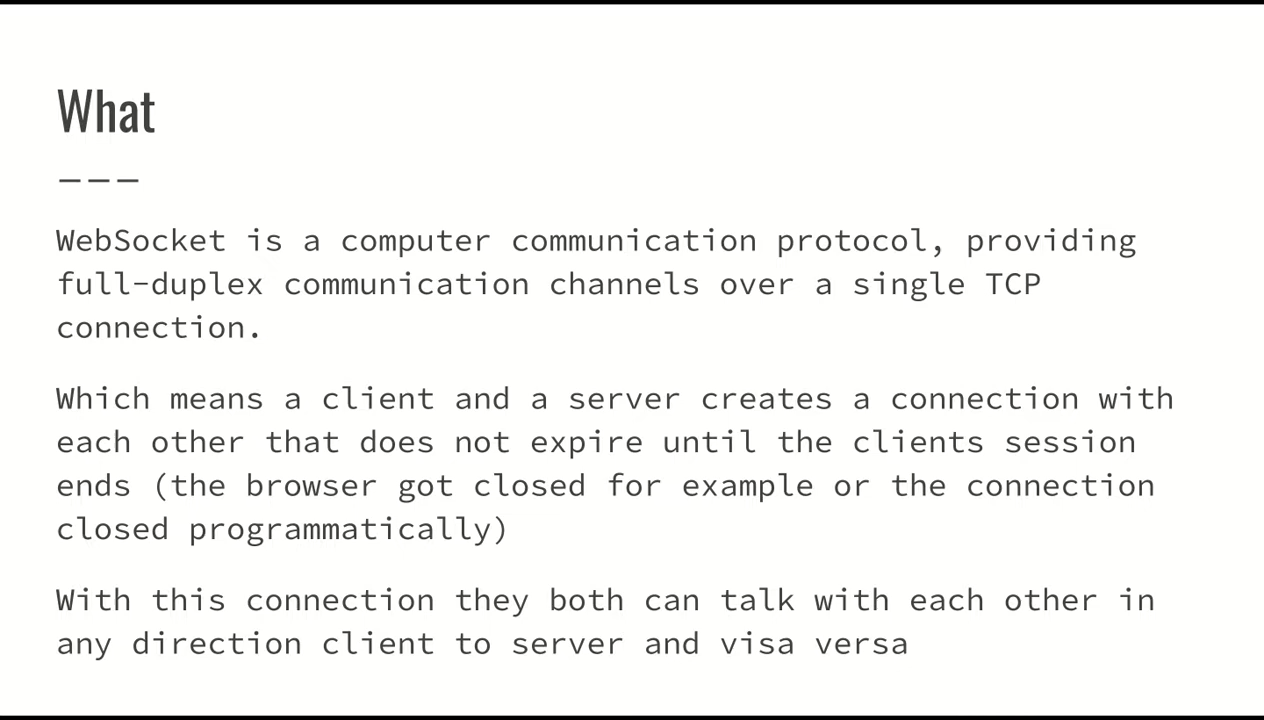 What
———
WebSocket is a computer communication protocol, providing
full-duplex communication channels over a single TCP
connection.
Which means a client and a server creates a connection with
each other that does not expire until the clients session
ends (the browser got closed for example or the connection
closed programmatically)
With this connection they both can talk with each other in
any direction client to server and visa versa